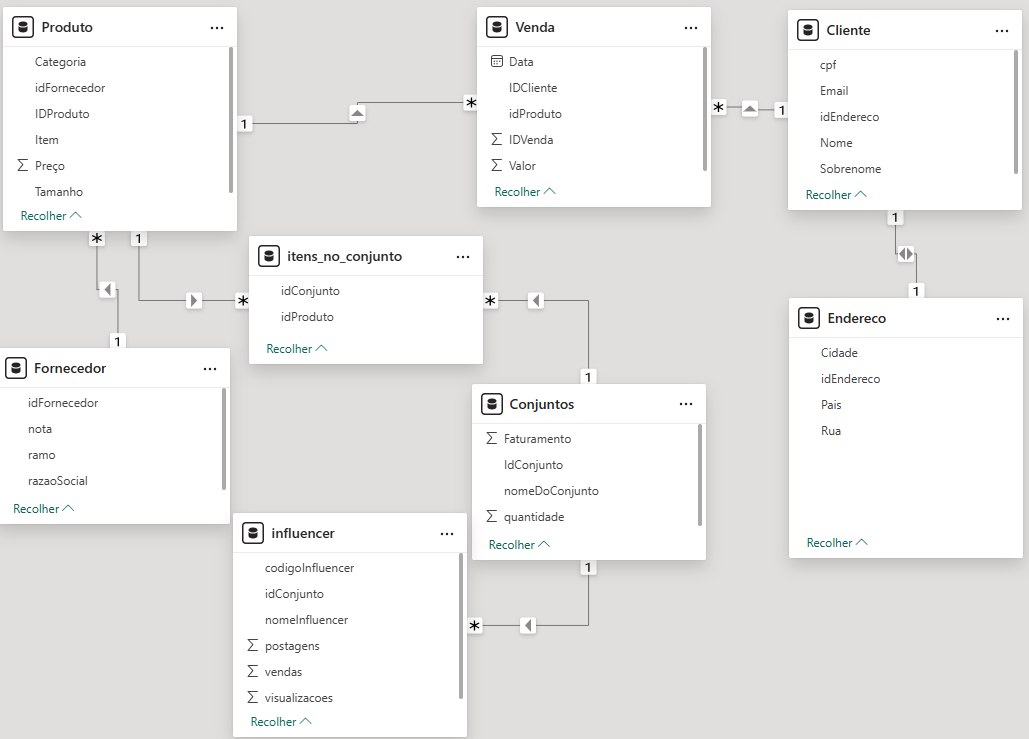 Produto
Categoria
idFornecedor
IDProduto
Item
Σ Preço
Tamanho
Recolher
Venda
Data
IDCliente
idProduto
Σ IDVenda
Σ Valor
Recolher
Cliente
cpf
Email
idEndereco
Nome
Sobrenome
Recolher
1
*
*
1
*
1
1
1
itens_no_conjunto
idConjunto
idProduto
Recolher
*
*
1
1
Fornecedor
idFornecedor
nota
ramo
razaoSocial
Recolher
Conjuntos
Σ Faturamento
IdConjunto
nomeDoConjunto
Σ quantidade
Recolher
1
1
*
Endereco
Cidade
idEndereco
Pais
Rua
Recolher
influencer
codigoInfluencer
idConjunto
nomeInfluencer
Σ postagens
Σ vendas
Σ visualizacoes
Recolher